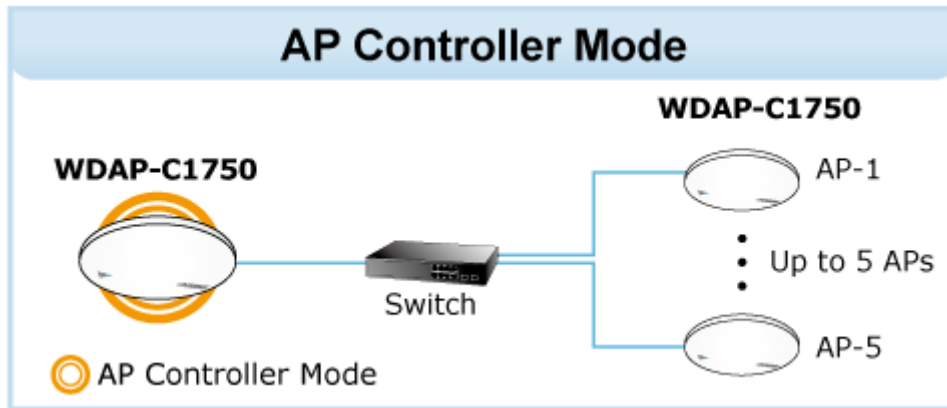 AP Controller Mode
WDAP-C1750
WDAP-C1750
AP-1
Up to 5 APs
Switch
AP-5
AP Controller Mode